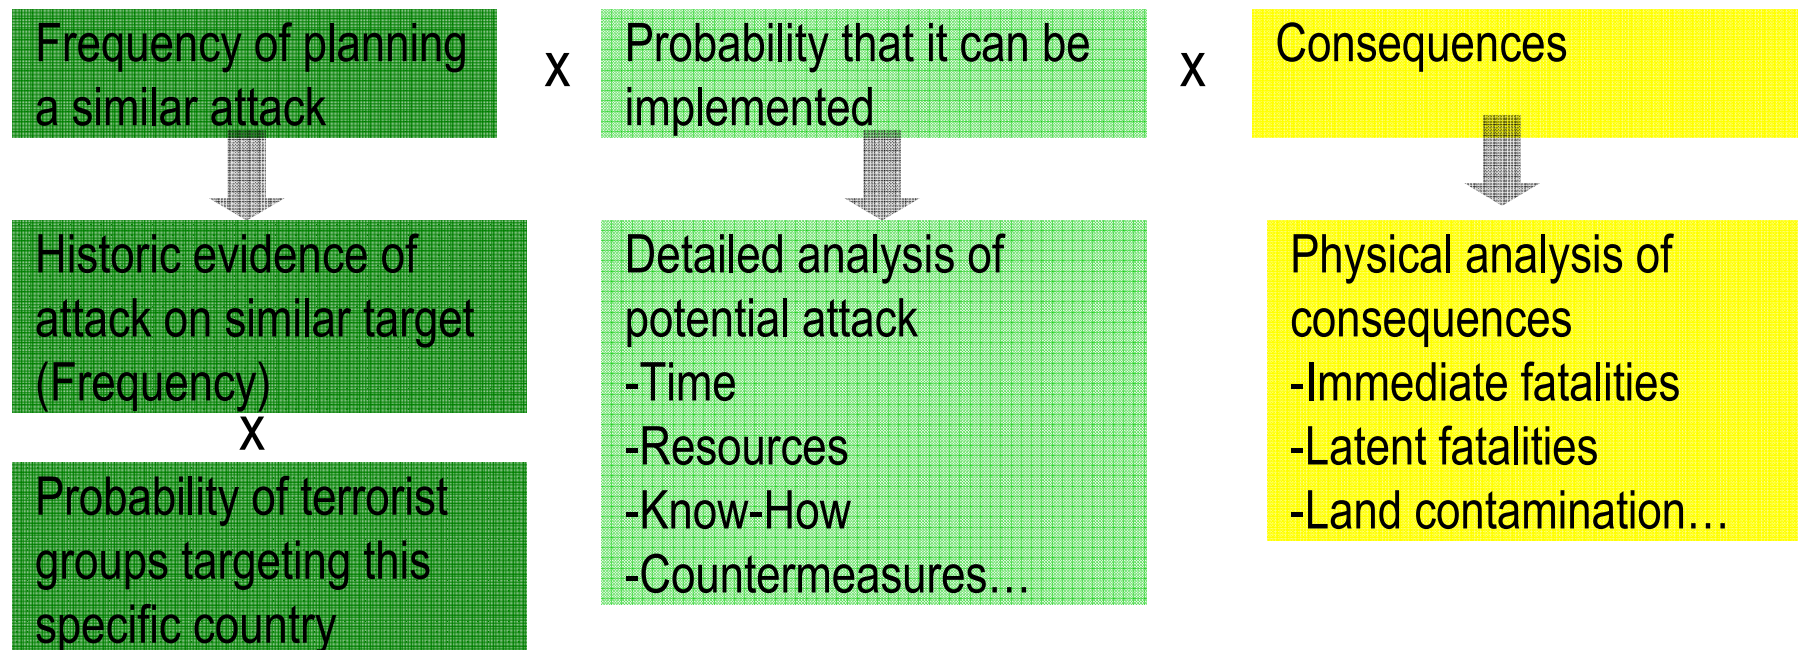 Frequency of planning
a similar attack
x
Probability that it can be
implemented
x
Consequences
Historic evidence of
attack on similar target
(Frequency)
x
Probability of terrorist
groups targeting this
specific country
Detailed analysis of
potential attack
-Time
-Resources
-Know-How
-Countermeasures…
Physical analysis of
consequences
-Immediate fatalities
-Latent fatalities
-Land contamination…